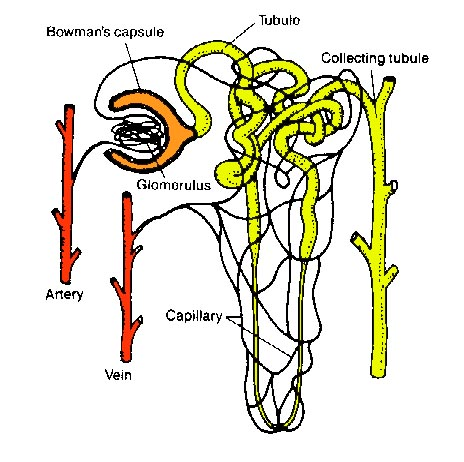 Tubule
Bowman's capsule
Collecting tubule
Glomerulus
Artery
Capillary
Vein